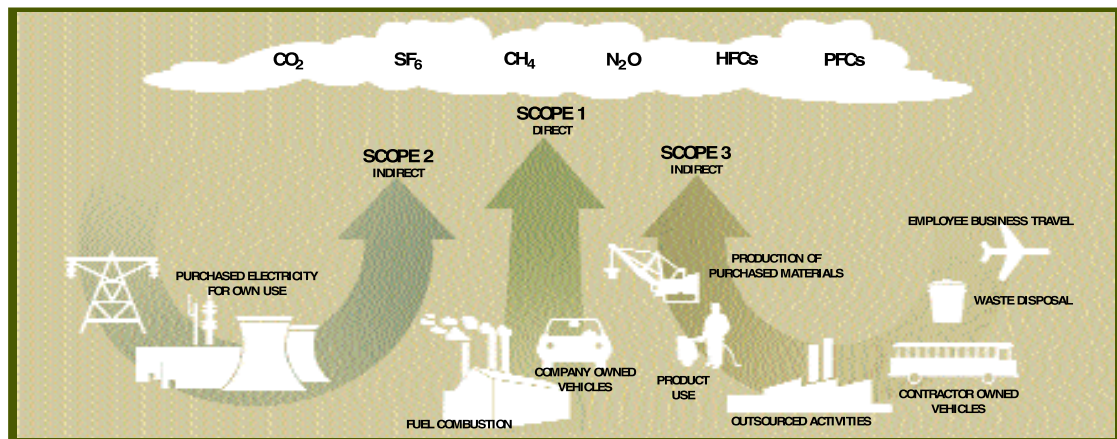 CO₂ SF₆ CH₄ N₂O HFCs PFCs
SCOPE 1
DIRECT
SCOPE 2
INDIRECT
SCOPE 3
INDIRECT
PURCHASED ELECTRICITY
FOR OWN USE
FUEL COMBUSTION
COMPANY OWNED
VEHICLES
PRODUCTION OF
PURCHASED MATERIALS
PRODUCT
USE
OUTSOURCED ACTIVITIES
EMPLOYEE BUSINESS TRAVEL
WASTE DISPOSAL
CONTRACTOR OWNED
VEHICLES